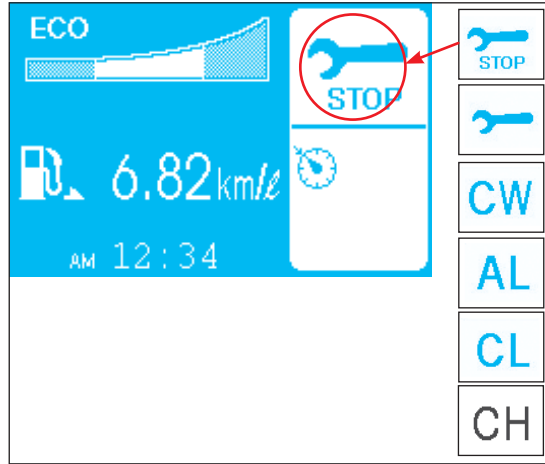 ECO
STOP
6.82km/ℓ
AM 12:34
STOP
CW
AL
CL
CH